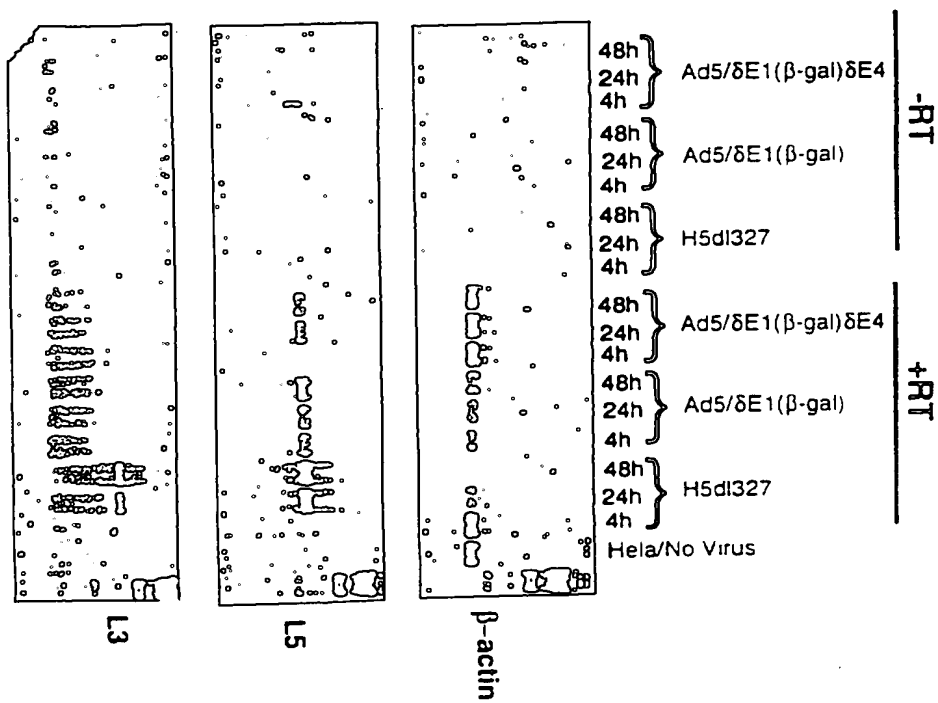 -RT
48h
24h
4h
Ad5/δE1(β-gal)δE4
48h
24h
4h
Ad5/δE1(β-gal)
48h
24h
4h
H5dl327
+RT
48h
24h
4h
Ad5/δE1(β-gal)δE4
48h
24h
4h
Ad5/δE1(β-gal)
48h
24h
4h
H5dl327
Hela/No Virus
L3
L5
β-actin